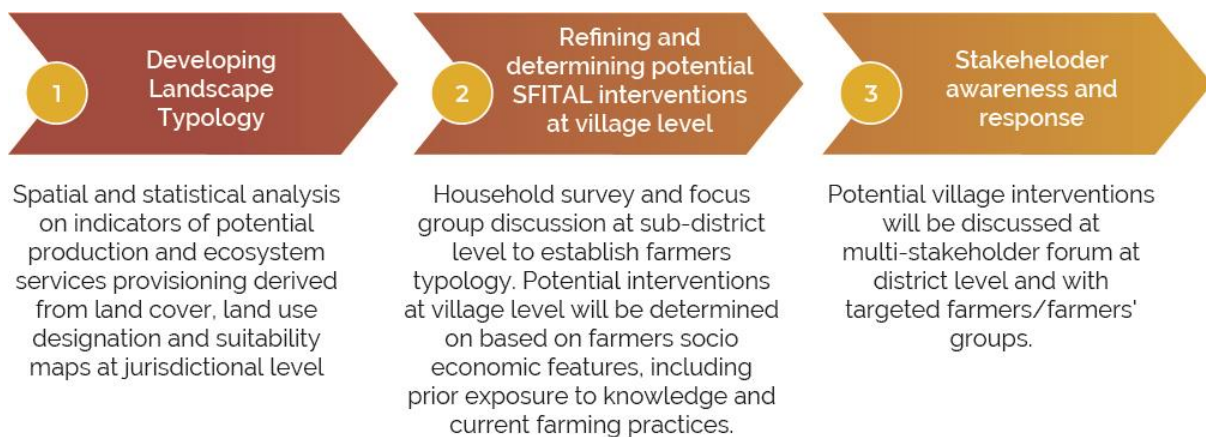 1
Developing
Landscape
Typology
Spatial and statistical analysis
on indicators of potential
production and ecosystem
services provisioning derived
from land cover, land use
designation and suitability
maps at jurisdictional level
2
Refining and
determining potential
SFITAL interventions
at village level
Household survey and focus
group discussion at sub-district
level to establish farmers
typology. Potential interventions
at village level will be determined
on based on farmers socio
economic features, including
prior exposure to knowledge and
current farming practices.
3
Stakeheloder
awareness and
response
Potential village interventions
will be discussed at
multi-stakeholder forum at
district level and with
targeted farmers/farmers'
groups.